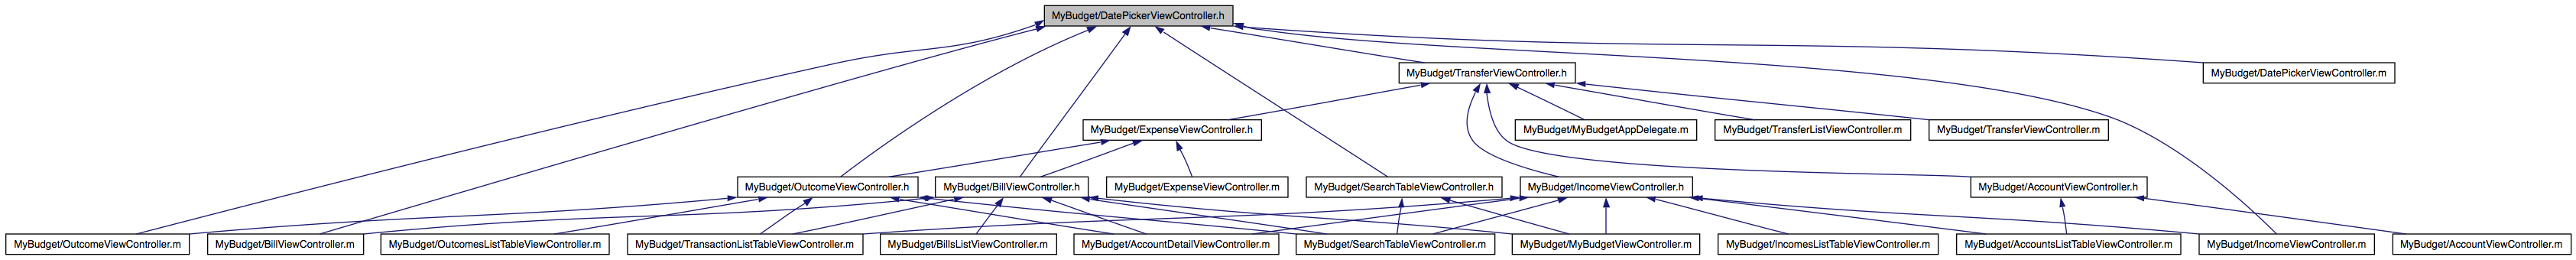 MyBudget/DatePickerViewController.h
MyBudget/TransferViewController.h
MyBudget/DatePickerViewController.m
MyBudget/ExpenseViewController.h
MyBudget/MyBudgetAppDelegate.m
MyBudget/TransferListViewController.m
MyBudget/TransferViewController.m
MyBudget/OutcomeViewController.h
MyBudget/BillViewController.h
MyBudget/ExpenseViewController.m
MyBudget/SearchTableViewController.h
MyBudget/IncomeViewController.h
MyBudget/AccountViewController.h
MyBudget/OutcomeViewController.m
MyBudget/BillViewController.m
MyBudget/OutcomesListTableViewController.m
MyBudget/TransactionListTableViewController.m
MyBudget/BillsListViewController.m
MyBudget/AccountDetailViewController.m
MyBudget/SearchTableViewController.m
MyBudget/MyBudgetViewController.m
MyBudget/IncomesListTableViewController.m
MyBudget/AccountsListTableViewController.m
MyBudget/IncomeViewController.m
MyBudget/AccountViewController.m